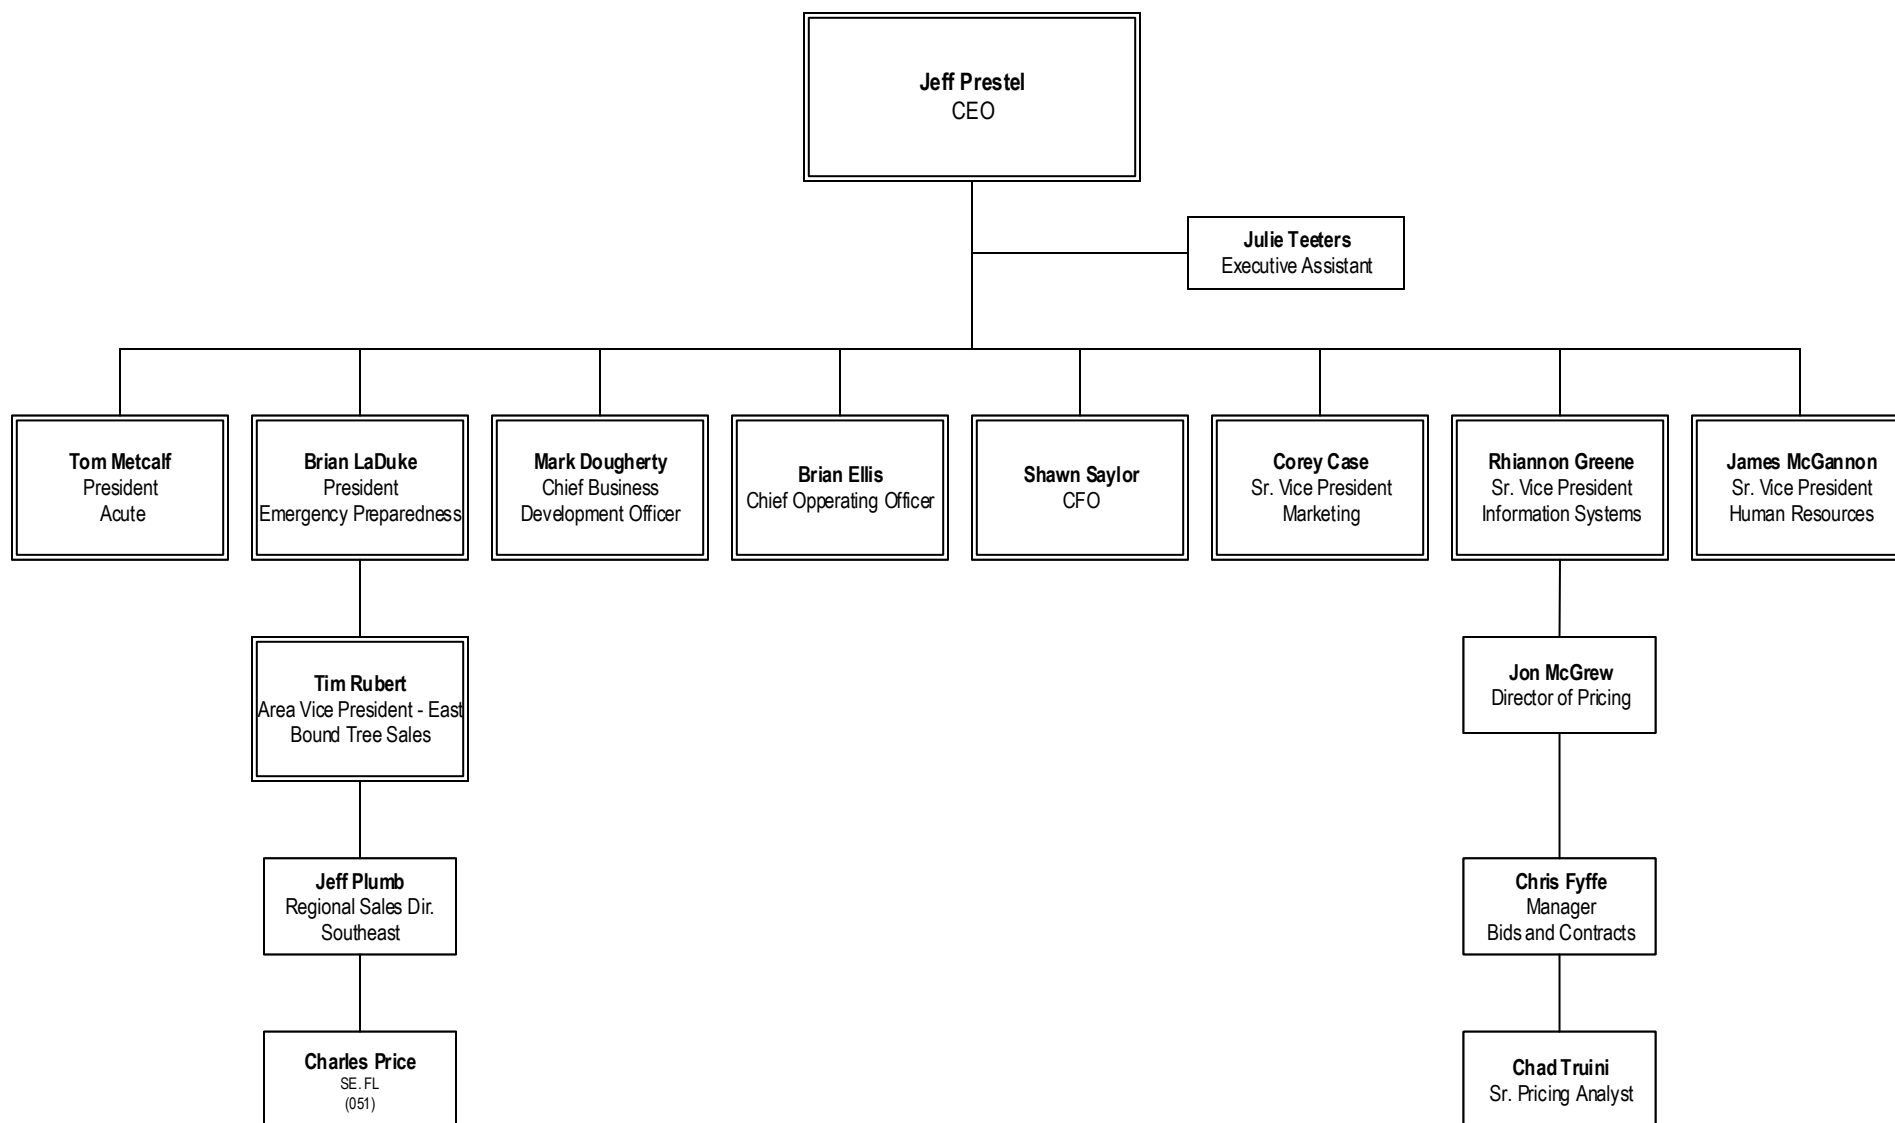 Jeff Prestel
CEO
Julie Teeters
Executive Assistant
Tom Metcalf
President
Acute
Brian LaDuke
President
Emergency Preparedness
Mark Dougherty
Chief Business
Development Officer
Brian Ellis
Chief Opperating Officer
Shawn Saylor
CFO
Corey Case
Sr. Vice President
Marketing
Rhiannon Greene
Sr. Vice President
Information Systems
James McGannon
Sr. Vice President
Human Resources
Tim Rubert
Area Vice President - East
Bound Tree Sales
Jon McGrew
Director of Pricing
Jeff Plumb
Regional Sales Dir.
Southeast
Chris Fyffe
Manager
Bids and Contracts
Charles Price
SE. FL
(051)
Chad Truini
Sr. Pricing Analyst